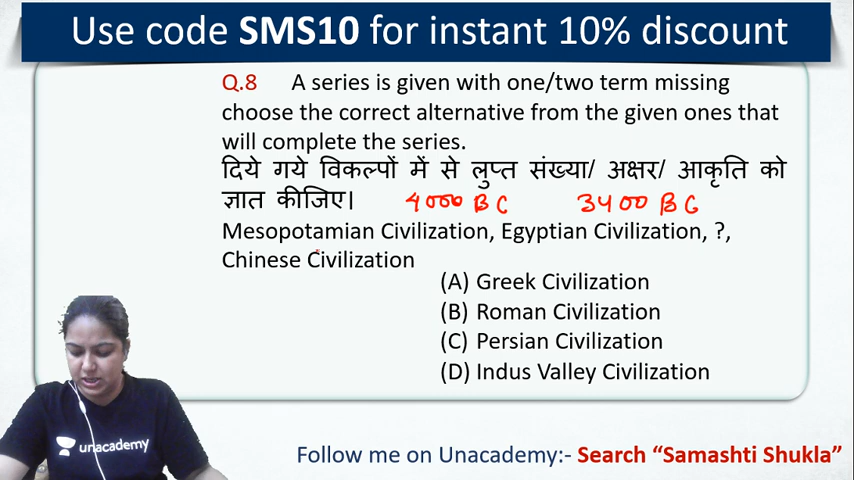 Use code SMS10 for instant 10% discount
Q.8 A series is given with one/two term missing
choose the correct alternative from the given ones that
will complete the series.
दिये गये विकल्पों में से लुप्त संख्या/ अक्षर/ आकृति को
ज्ञात कीजिए। 4000 BC 3400 BC
Mesopotamian Civilization, Egyptian Civilization, ?,
Chinese Civilization
(A) Greek Civilization
(B) Roman Civilization
(C) Persian Civilization
(D) Indus Valley Civilization
unacademy
Follow me on Unacademy:- Search “Samashti Shukla”